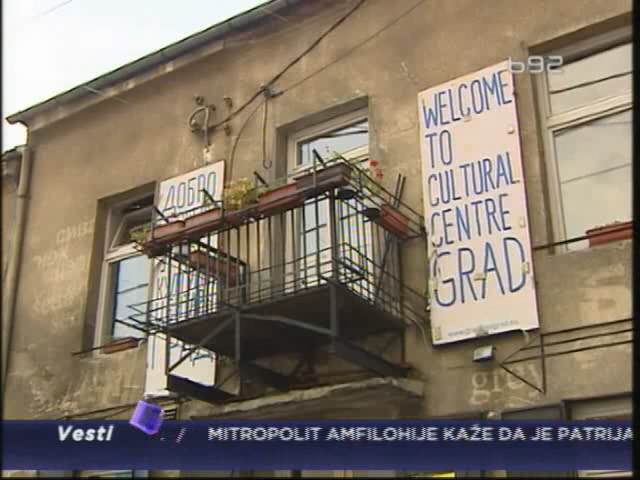 b92
ДОБРО
WELCOME
TO
CULTURAL
CENTRE
GRAD
Vesti
MITROPOLIT AMFILOHIJE KAŽE DA JE PATRIJA